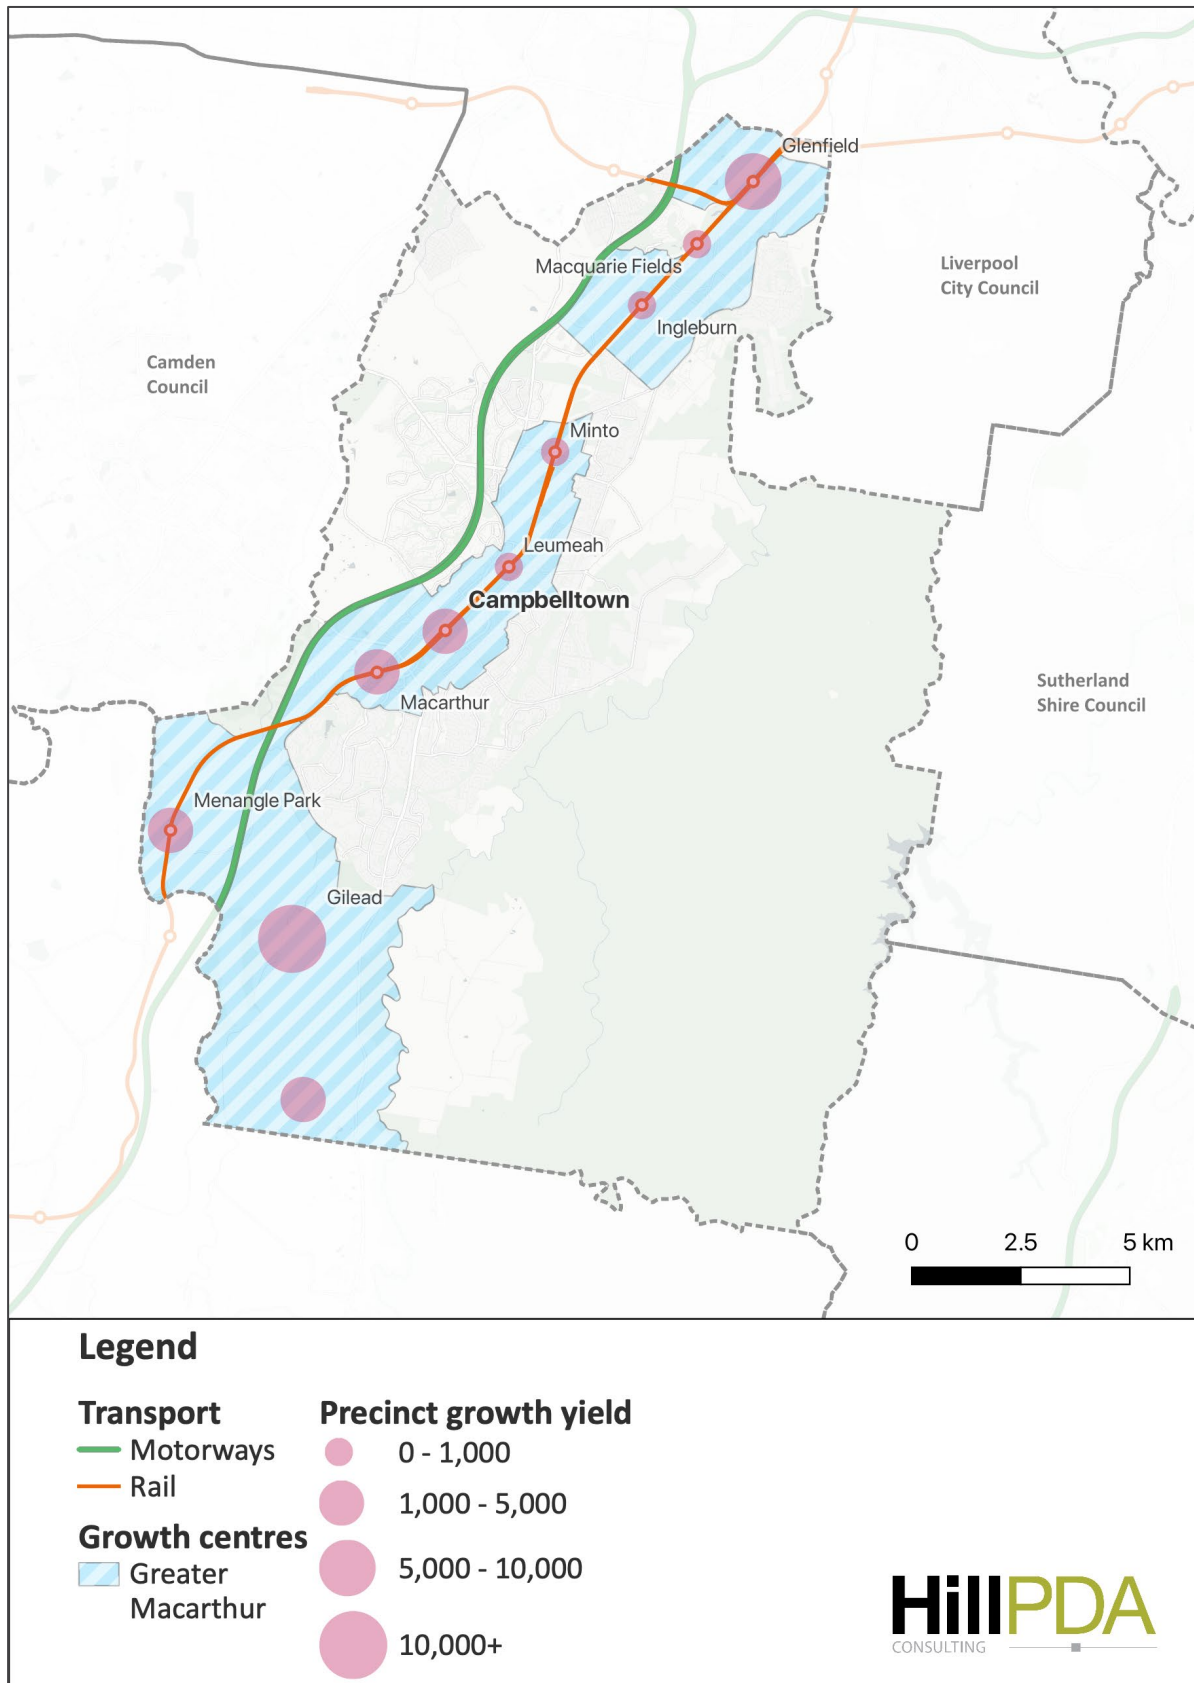 Glenfield
Macquarie Fields
Liverpool
City Council
Ingleburn
Camden
Council
Minto
Leumeah
Campbelltown
Sutherland
Shire Council
Macarthur
Menangle Park
Gilead
0 2.5 5 km
Legend
Transport
Motorways
Rail
Growth centres
Greater
Macarthur
Precinct growth yield
0 - 1,000
1,000 - 5,000
5,000 - 10,000
10,000+
HillPDA
CONSULTING